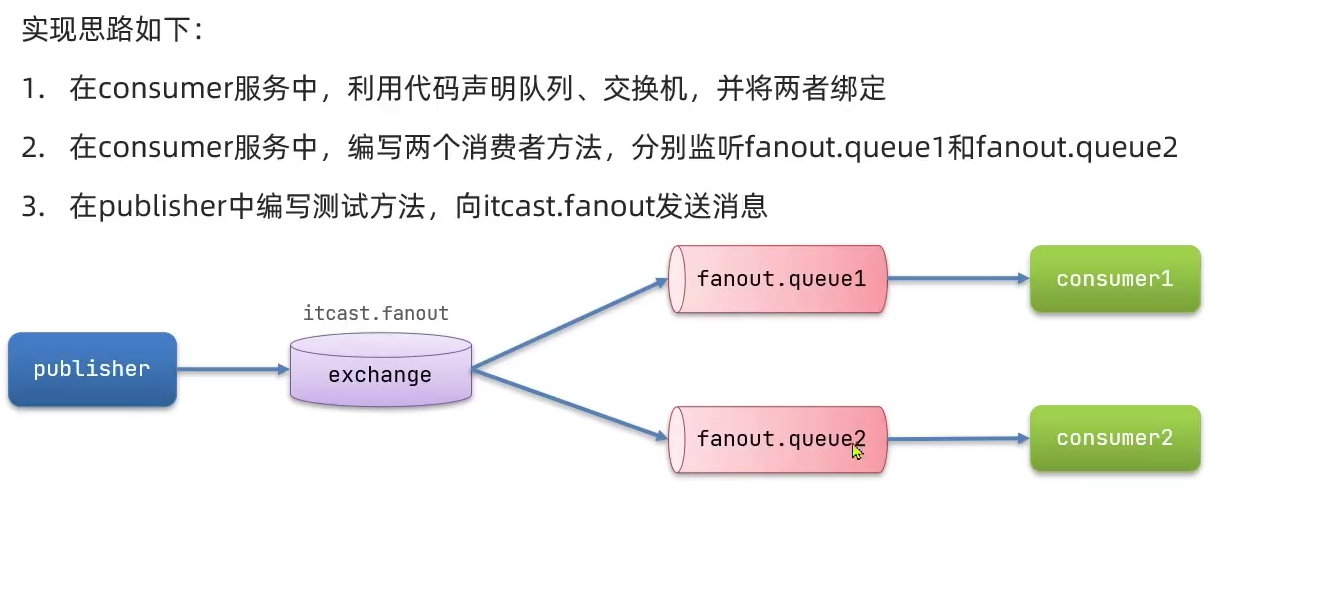 实现思路如下：
1. 在consumer服务中，利用代码声明队列、交换机，并将两者绑定
2. 在consumer服务中，编写两个消费者方法，分别监听fanout.queue1和fanout.queue2
3. 在publisher中编写测试方法，向itcast.fanout发送消息
fanout.queue1
consumer1
itcast.fanout
publisher
exchange
fanout.queue2
consumer2